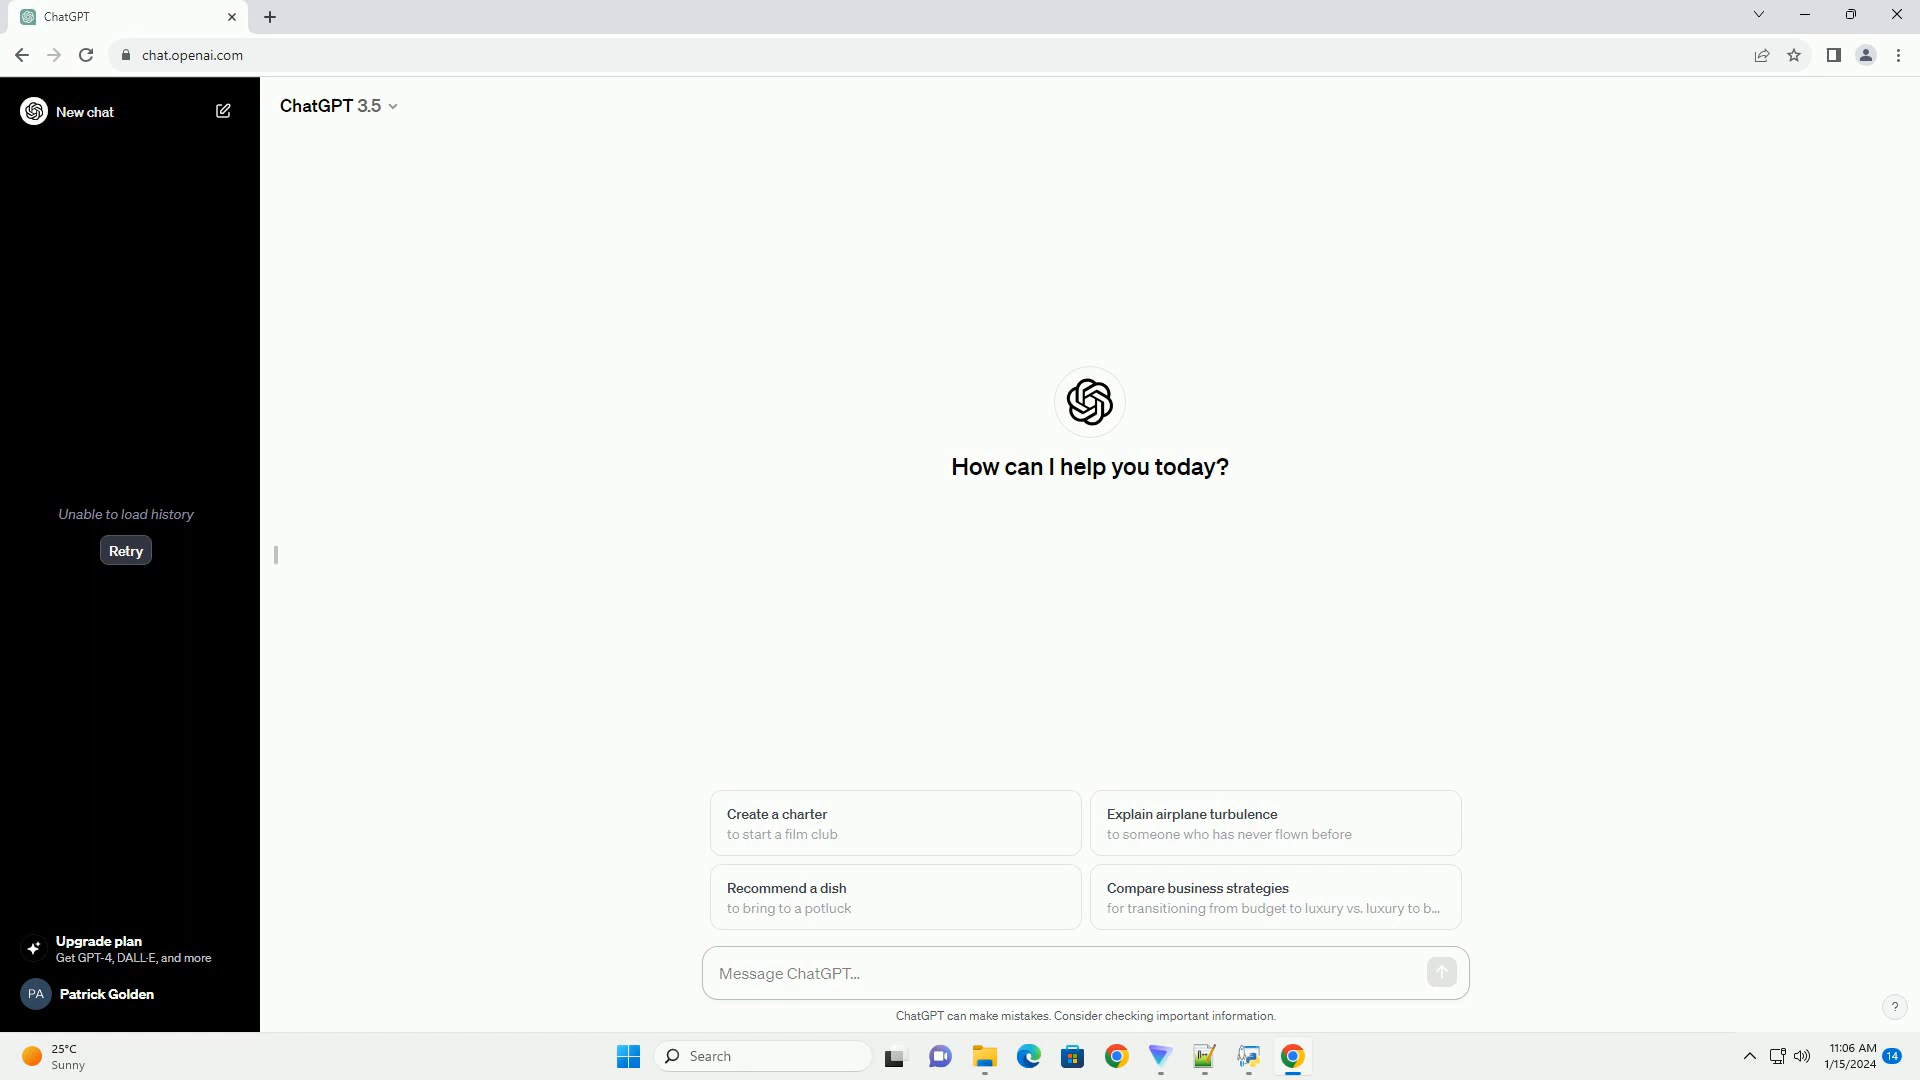 ChatGPT
chat.openai.com
New chat
ChatGPT 3.5
How can I help you today?
Unable to load history
Retry
Create a charter
to start a film club
Explain airplane turbulence
to someone who has never flown before
Recommend a dish
to bring to a potluck
Compare business strategies
for transitioning from budget to luxury vs. luxury to b...
Upgrade plan
Get GPT-4, DALL·E, and more
PA Patrick Golden
Message ChatGPT...
ChatGPT can make mistakes. Consider checking important information.
?
25°C
Sunny
Search
11:06 AM
1/15/2024
14